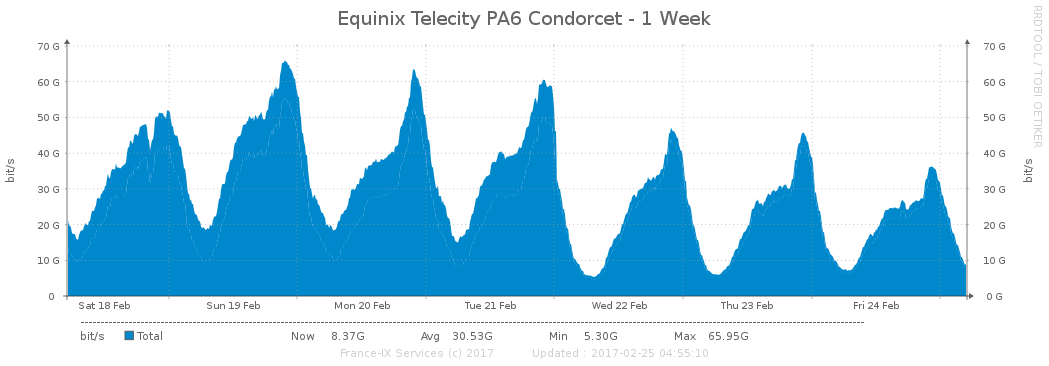 Equinix Telecity PA6 Condorcet - 1 Week
RRDTOOL / TOBI OETIKER
bit/s
70 G
60 G
50 G
40 G
30 G
20 G
10 G
0
70 G
60 G
50 G
40 G
30 G
20 G
10 G
0 G
bit/s
Sat 18 Feb Sun 19 Feb Mon 20 Feb Tue 21 Feb Wed 22 Feb Thu 23 Feb Fri 24 Feb
bit/s Total Now 8.37G Avg 30.53G Min 5.30G Max 65.95G
France-IX Services (c) 2017 Updated : 2017-02-25 04:55:10